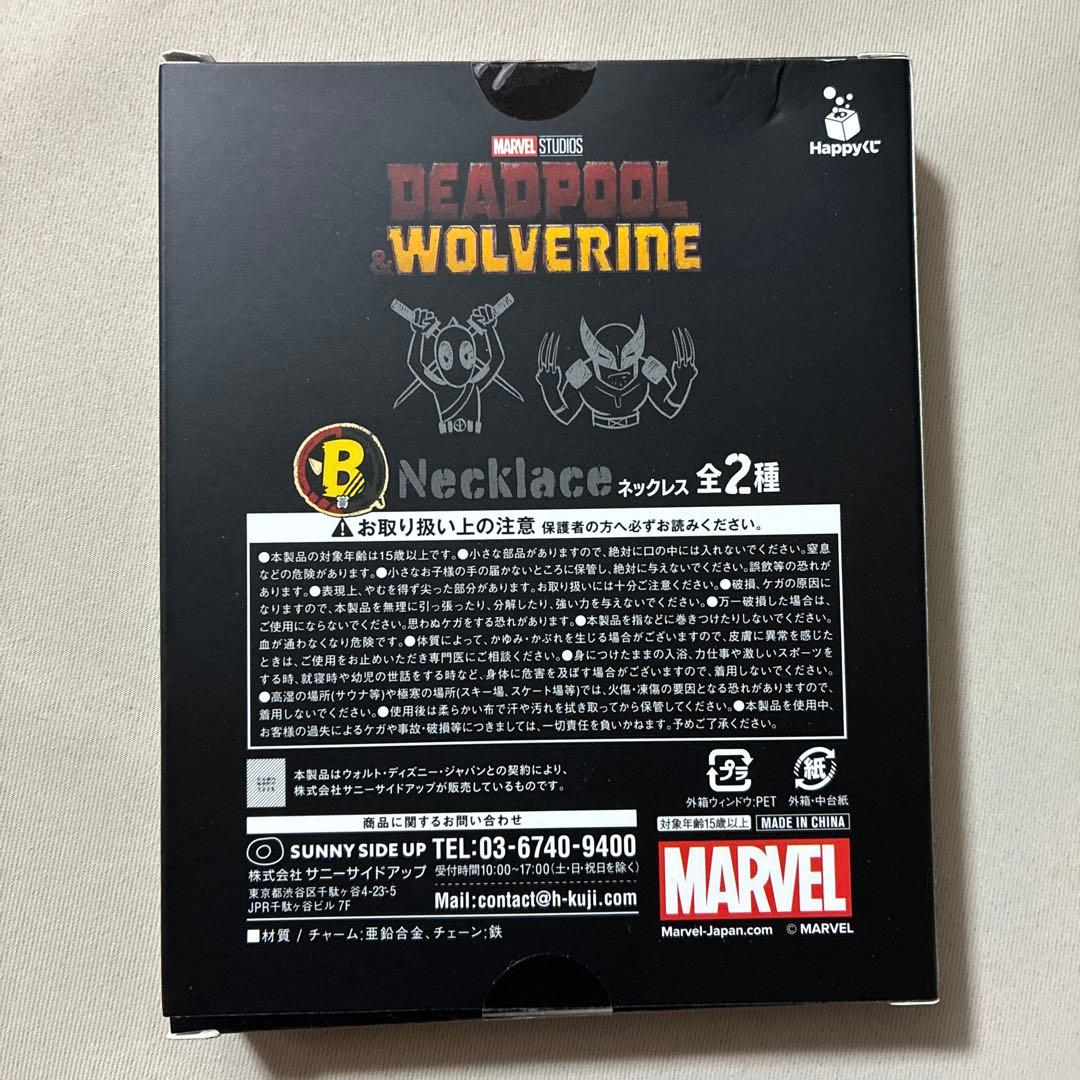 Happyくじ
MARVEL STUDIOS
DEADPOOL
&WOLVERINE
B賞 Necklace ネックレス 全2種
お取り扱い上の注意 保護者の方へ必ずお読みください。
●本製品の対象年齢は15歳以上です。●小さな部品がありますので、絶対に口の中には入れないでください。窒息
などの危険があります。●小さなお子様の手の届かないところに保管し、絶対に与えないでください。誤飲等の恐れが
あります。●表現上、やむを得ず尖った部分があります。お取り扱いには十分ご注意ください。●破損、ケガの原因に
なりますので、本製品を無理に引っ張ったり、分解したり、強い力を与えないでください。●万一破損した場合は、
ご使用にならないでください。思わぬケガをする恐れがあります。●本製品を指などに巻きつけたりしないでください。
血が通わなくなり危険です。●体質によって、かゆみ・かぶれを生じる場合がございますので、皮膚に異常を感じた
ときは、ご使用をお止めいただき専門医にご相談ください。●身につけたままの入浴、力仕事や激しいスポーツを
する時、就寝時や幼児の世話をする時など、身体に危害を及ぼす場合がございますので、着用しないでください。
●高湿の場所(サウナ等)や極寒の場所(スキー場、スケート場等)では、火傷・凍傷の要因となる恐れがありますので、
着用しないでください。●使用後は柔らかい布で汗や汚れを拭き取ってから保管してください。●本製品を使用中、
お客様の過失によるケガや事故・破損等につきましては、一切責任を負いかねます。予めご了承ください。
本製品はウォルト・ディズニー・ジャパンとの契約により、
株式会社サニーサイドアップが販売しているものです。
プラ
紙
外箱ウィンドウ:PET 外箱・中台紙
商品に関するお問い合わせ
対象年齢15歳以上 MADE IN CHINA
SUNNY SIDE UP TEL:03-6740-9400
株式会社 サニーサイドアップ 受付時間10:00~17:00(土・日・祝日を除く)
東京都渋谷区千駄ヶ谷4-23-5
JPR千駄ヶ谷ビル 7F
Mail:contact@h-kuji.com
MARVEL
Marvel-Japan.com © MARVEL
■材質 / チャーム:亜鉛合金、チェーン:鉄